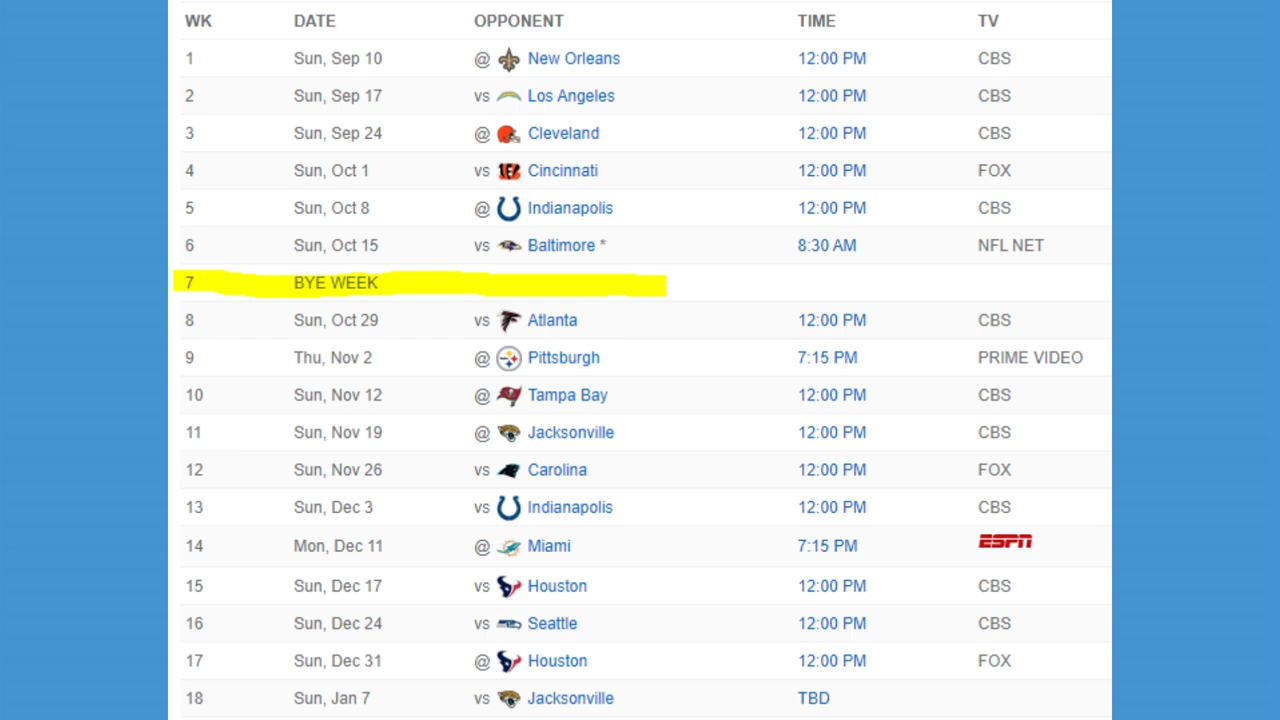 WK DATE OPPONENT TIME TV
1 Sun, Sep 10 @ New Orleans 12:00 PM CBS
2 Sun, Sep 17 vs Los Angeles 12:00 PM CBS
3 Sun, Sep 24 @ Cleveland 12:00 PM CBS
4 Sun, Oct 1 vs Cincinnati 12:00 PM FOX
5 Sun, Oct 8 @ Indianapolis 12:00 PM CBS
6 Sun, Oct 15 vs Baltimore * 8:30 AM NFL NET
7 BYE WEEK
8 Sun, Oct 29 vs Atlanta 12:00 PM CBS
9 Thu, Nov 2 @ Pittsburgh 7:15 PM PRIME VIDEO
10 Sun, Nov 12 @ Tampa Bay 12:00 PM CBS
11 Sun, Nov 19 @ Jacksonville 12:00 PM CBS
12 Sun, Nov 26 vs Carolina 12:00 PM FOX
13 Sun, Dec 3 vs Indianapolis 12:00 PM CBS
14 Mon, Dec 11 @ Miami 7:15 PM ESPN
15 Sun, Dec 17 vs Houston 12:00 PM CBS
16 Sun, Dec 24 vs Seattle 12:00 PM CBS
17 Sun, Dec 31 @ Houston 12:00 PM FOX
18 Sun, Jan 7 vs Jacksonville TBD